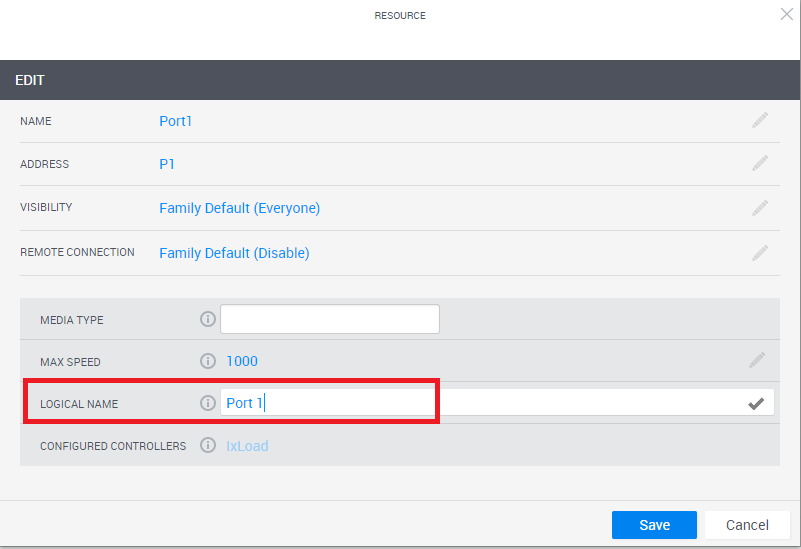 RESOURCE
EDIT
NAME Port1
ADDRESS P1
VISIBILITY Family Default (Everyone)
REMOTE CONNECTION Family Default (Disable)
MEDIA TYPE
MAX SPEED 1000
LOGICAL NAME Port 1
CONFIGURED CONTROLLERS IxLoad
Save Cancel